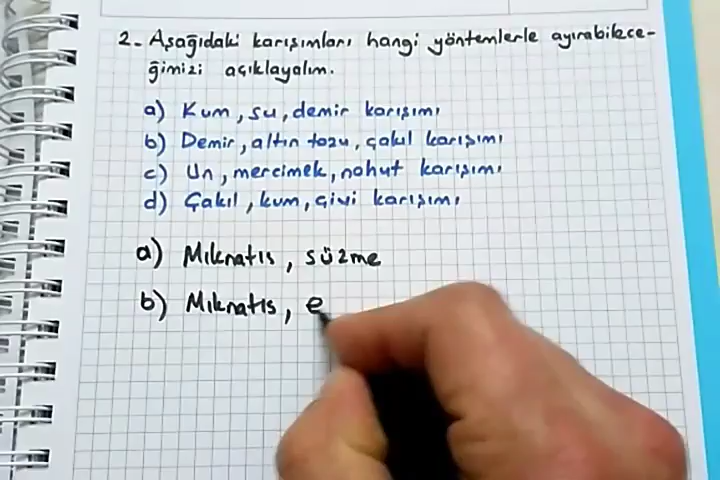 2- Aşağıdaki karışımları hangi yöntemlerle ayırabilece-
ğimizi açıklayalım.
a) Kum, su, demir karışımı
b) Demir, altın tozu, çakıl karışımı
c) Un, mercimek, nohut karışımı
d) Çakıl, kum, çivi karışımı
a) Mıknatıs, süzme
b) Mıknatıs, e